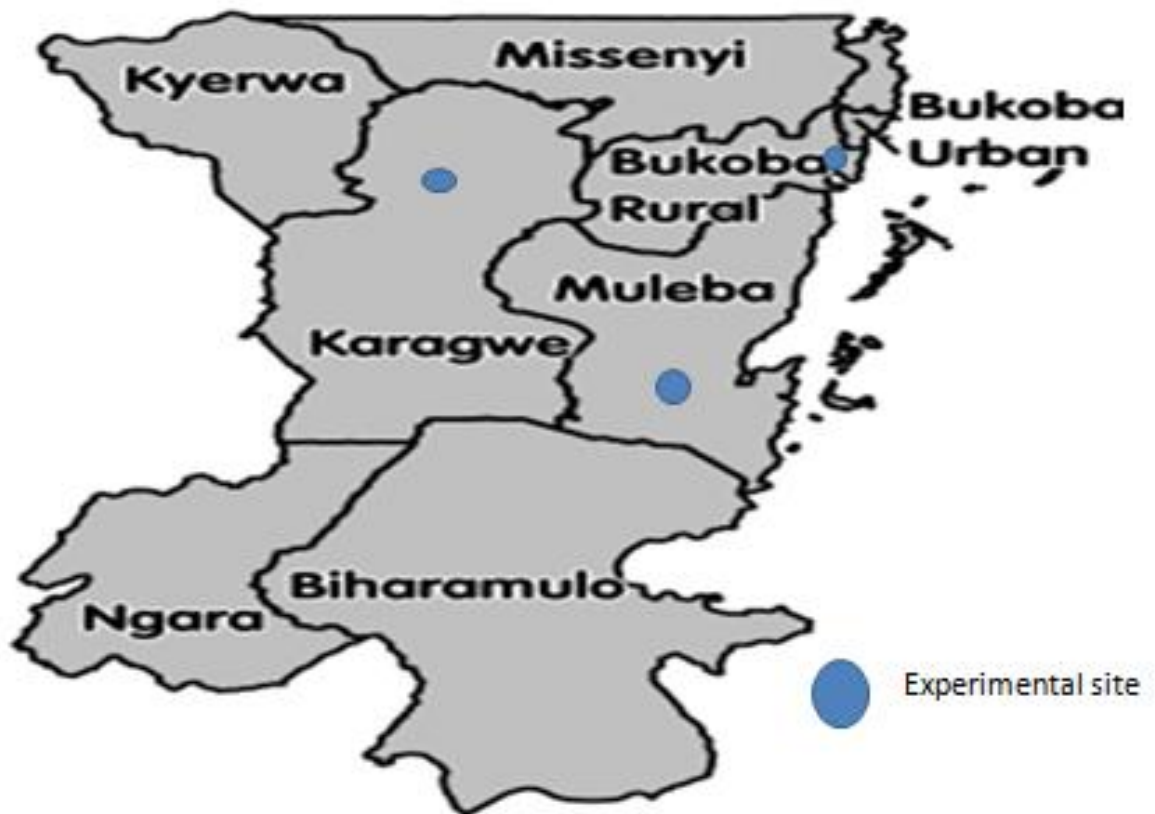 Missenyi
Kyerwa
Bukoba
Urban
Bukoba
Rural
Muleba
Karagwe
Biharamulo
Ngara
Experimental site